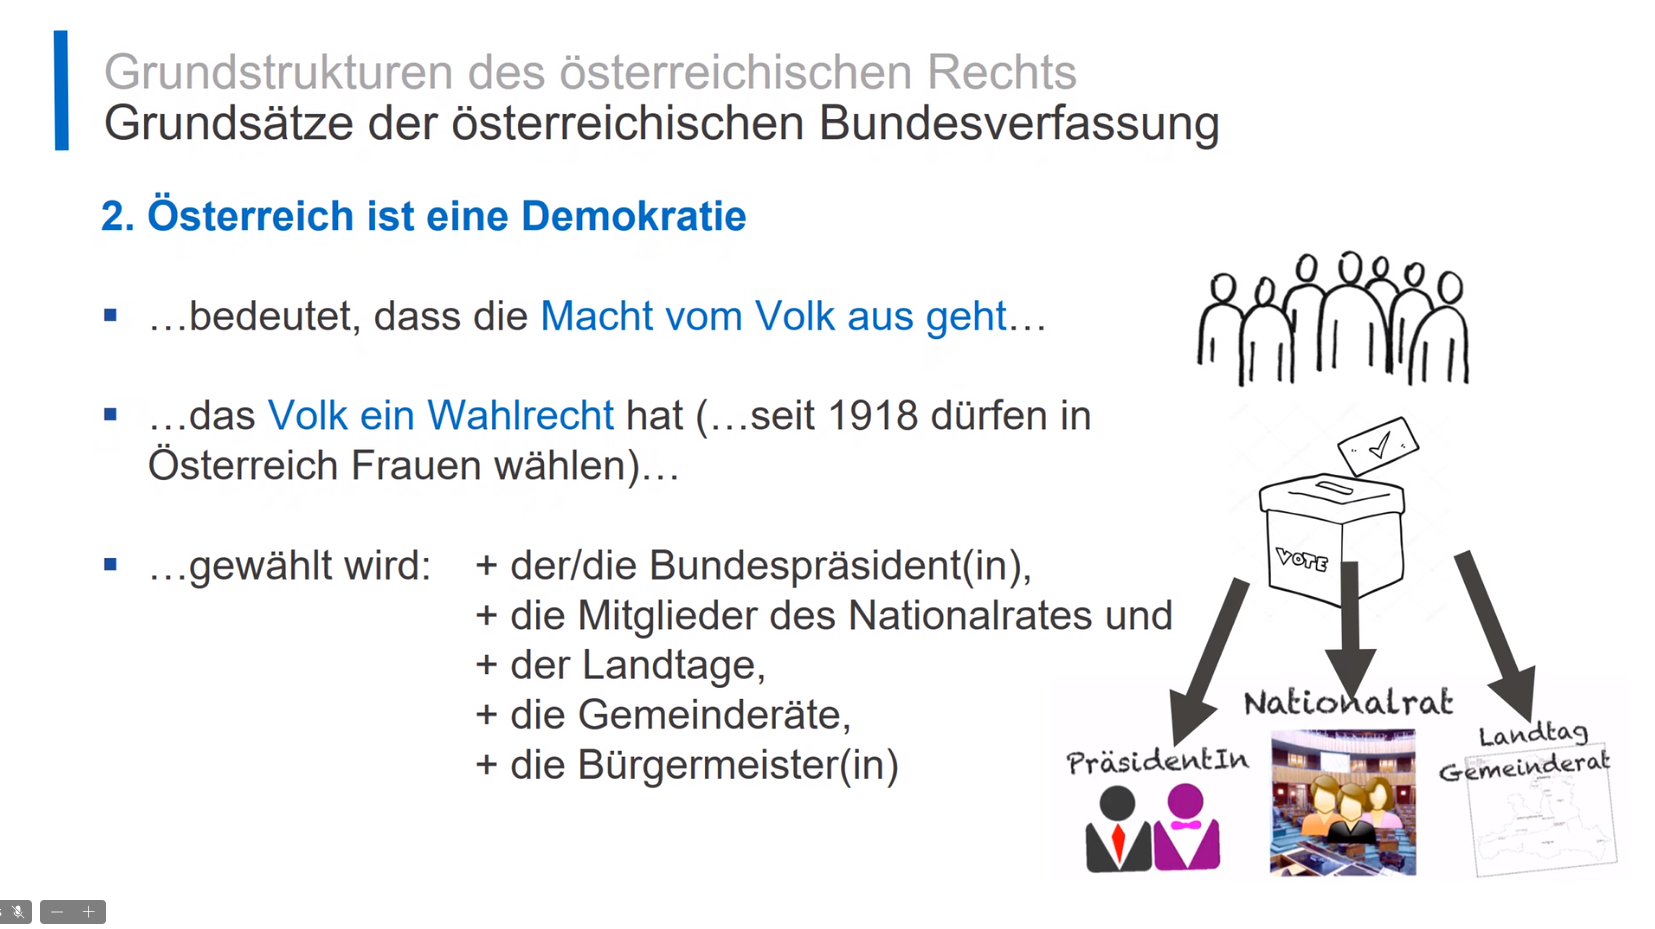 Grundstrukturen des österreichischen Rechts
Grundsätze der österreichischen Bundesverfassung
2. Österreich ist eine Demokratie
▪ …bedeutet, dass die Macht vom Volk aus geht…
▪ …das Volk ein Wahlrecht hat (…seit 1918 dürfen in
Österreich Frauen wählen)…
▪ …gewählt wird: + der/die Bundespräsident(in),
+ die Mitglieder des Nationalrates und
+ der Landtage,
+ die Gemeinderäte,
+ die Bürgermeister(in)
VOTE
Nationalrat
PräsidentIn
Landtag
Gemeinderat